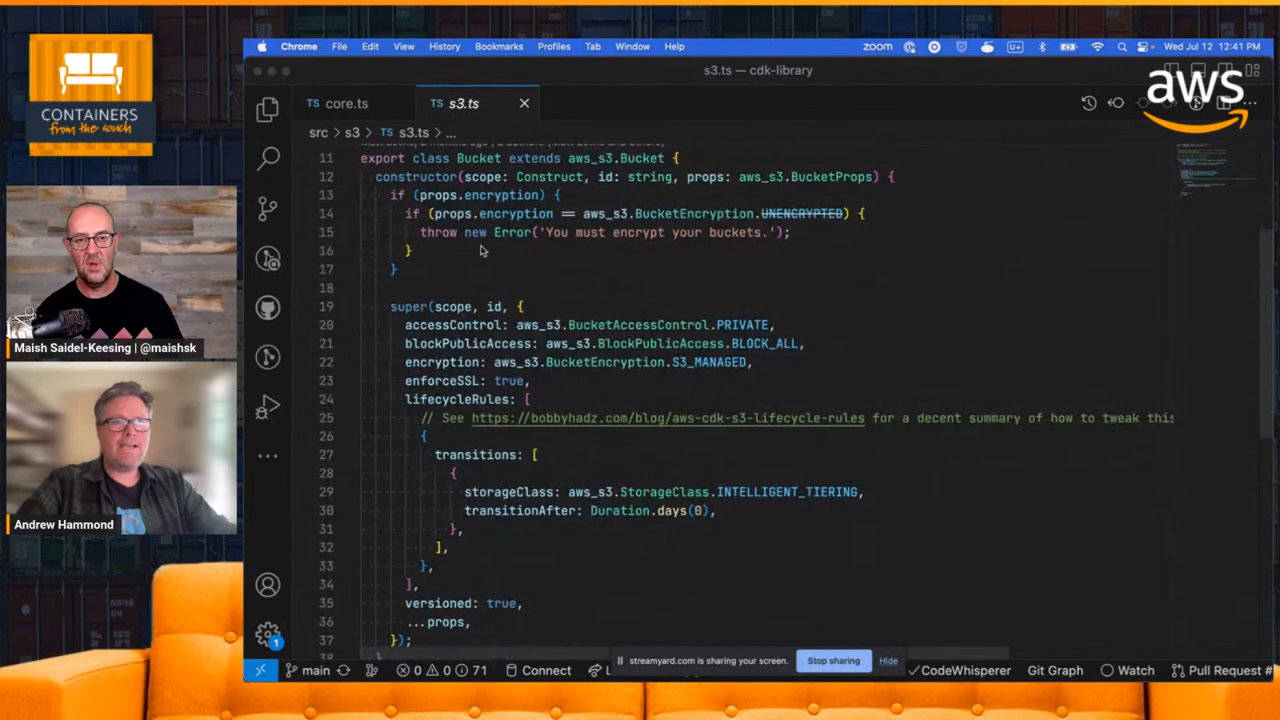 Chrome File Edit View History Bookmarks Profiles Tab Window Help zoom Wed Jul 12 12:41 PM
s3.ts — cdk-library
aws
CONTAINERS
from the couch
TS core.ts TS s3.ts
src > s3 > TS s3.ts > ...
11 export class Bucket extends aws_s3.Bucket {
12 constructor(scope: Construct, id: string, props: aws_s3.BucketProps) {
13 if (props.encryption) {
14 if (props.encryption == aws_s3.BucketEncryption.UNENCRYPTED) {
15 throw new Error('You must encrypt your buckets.');
16 }
17 }
18
19 super(scope, id, {
20 accessControl: aws_s3.BucketAccessControl.PRIVATE,
21 blockPublicAccess: aws_s3.BlockPublicAccess.BLOCK_ALL,
22 encryption: aws_s3.BucketEncryption.S3_MANAGED,
23 enforceSSL: true,
24 lifecycleRules: [
25 // See https://bobbyhadz.com/blog/aws-cdk-s3-lifecycle-rules for a decent summary of how to tweak this
26 {
27 transitions: [
28 {
29 storageClass: aws_s3.StorageClass.INTELLIGENT_TIERING,
30 transitionAfter: Duration.days(0),
31 },
32 ],
33 },
34 ],
35 versioned: true,
36 ...props,
37 });
38 }
Maish Saidel-Keesing | @maishsk
Andrew Hammond
1
streamyard.com is sharing your screen. Stop sharing Hide
main 0 0 71 Connect L CodeWhisperer Git Graph Watch Pull Request #